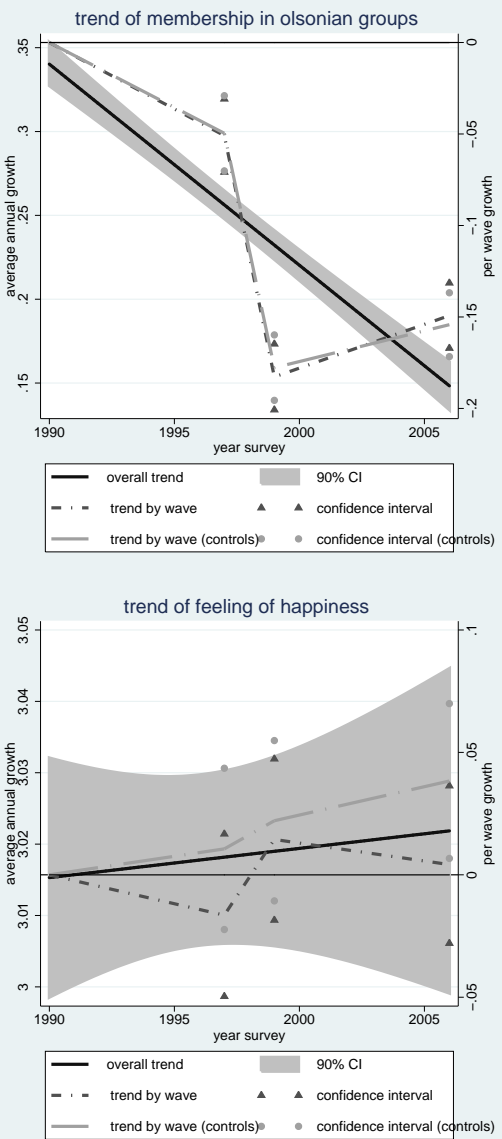 trend of membership in olsonian groups
average annual growth
.35
.3
.25
.2
.15
0
-.05
-.1
-.15
-.2
per wave growth
1990 1995 2000 2005
year survey
overall trend 90% CI
trend by wave confidence interval
trend by wave (controls) confidence interval (controls)
trend of feeling of happiness
average annual growth
3.05
3.04
3.03
3.02
3.01
3
.1
.05
0
-.05
per wave growth
1990 1995 2000 2005
year survey
overall trend 90% CI
trend by wave confidence interval
trend by wave (controls) confidence interval (controls)